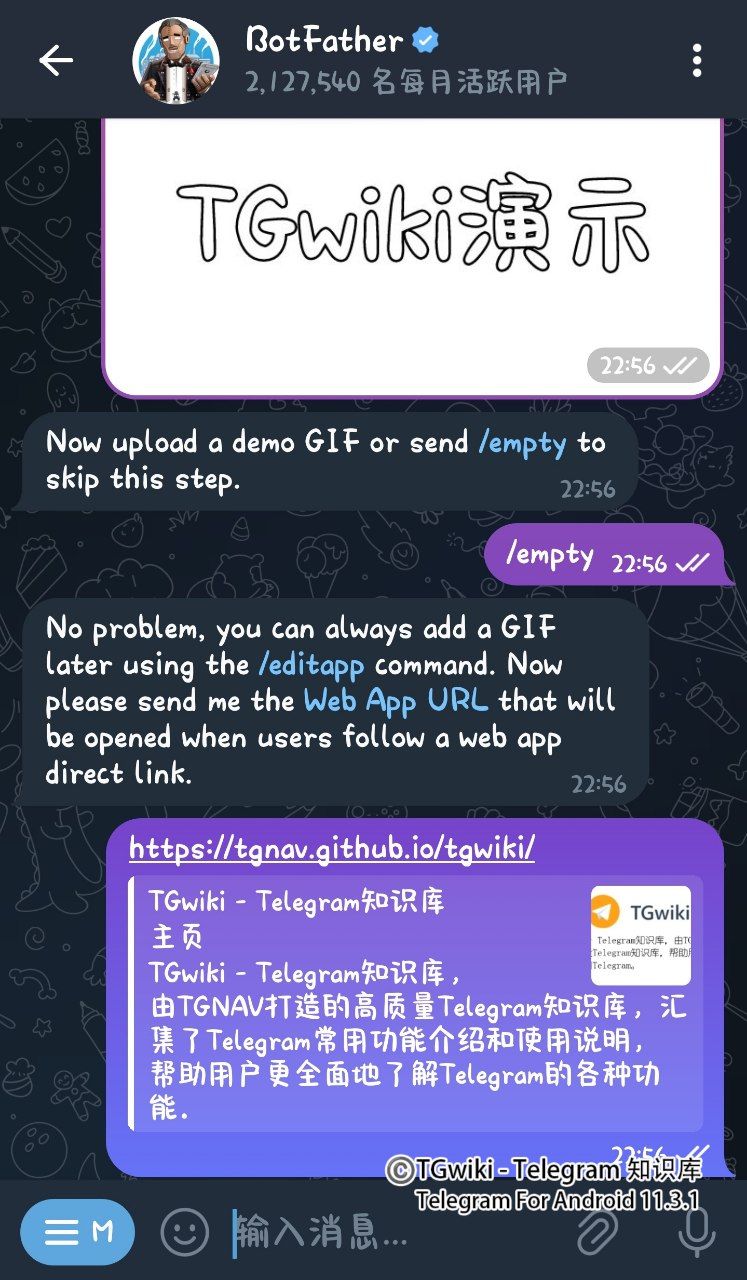 BotFather
2,127,540 名每月活跃用户
TGwiki演示
22:56
Now upload a demo GIF or send /empty to
skip this step.
22:56
/empty 22:56
No problem, you can always add a GIF
later using the /editapp command. Now
please send me the Web App URL that will
be opened when users follow a web app
direct link.
22:56
https://tgnav.github.io/tgwiki/
TGwiki - Telegram知识库
主页
TGwiki - Telegram知识库，
由TGNAV打造的高质量Telegram知识库，汇
集了Telegram常用功能介绍和使用说明，
帮助用户更全面地了解Telegram的各种功
能.
TGwiki
Telegram知识库，由TG
Telegram知识库，帮助用
Telegram。
22:56
©TGwiki - Telegram 知识库
Telegram For Android 11.3.1
M
输入消息...